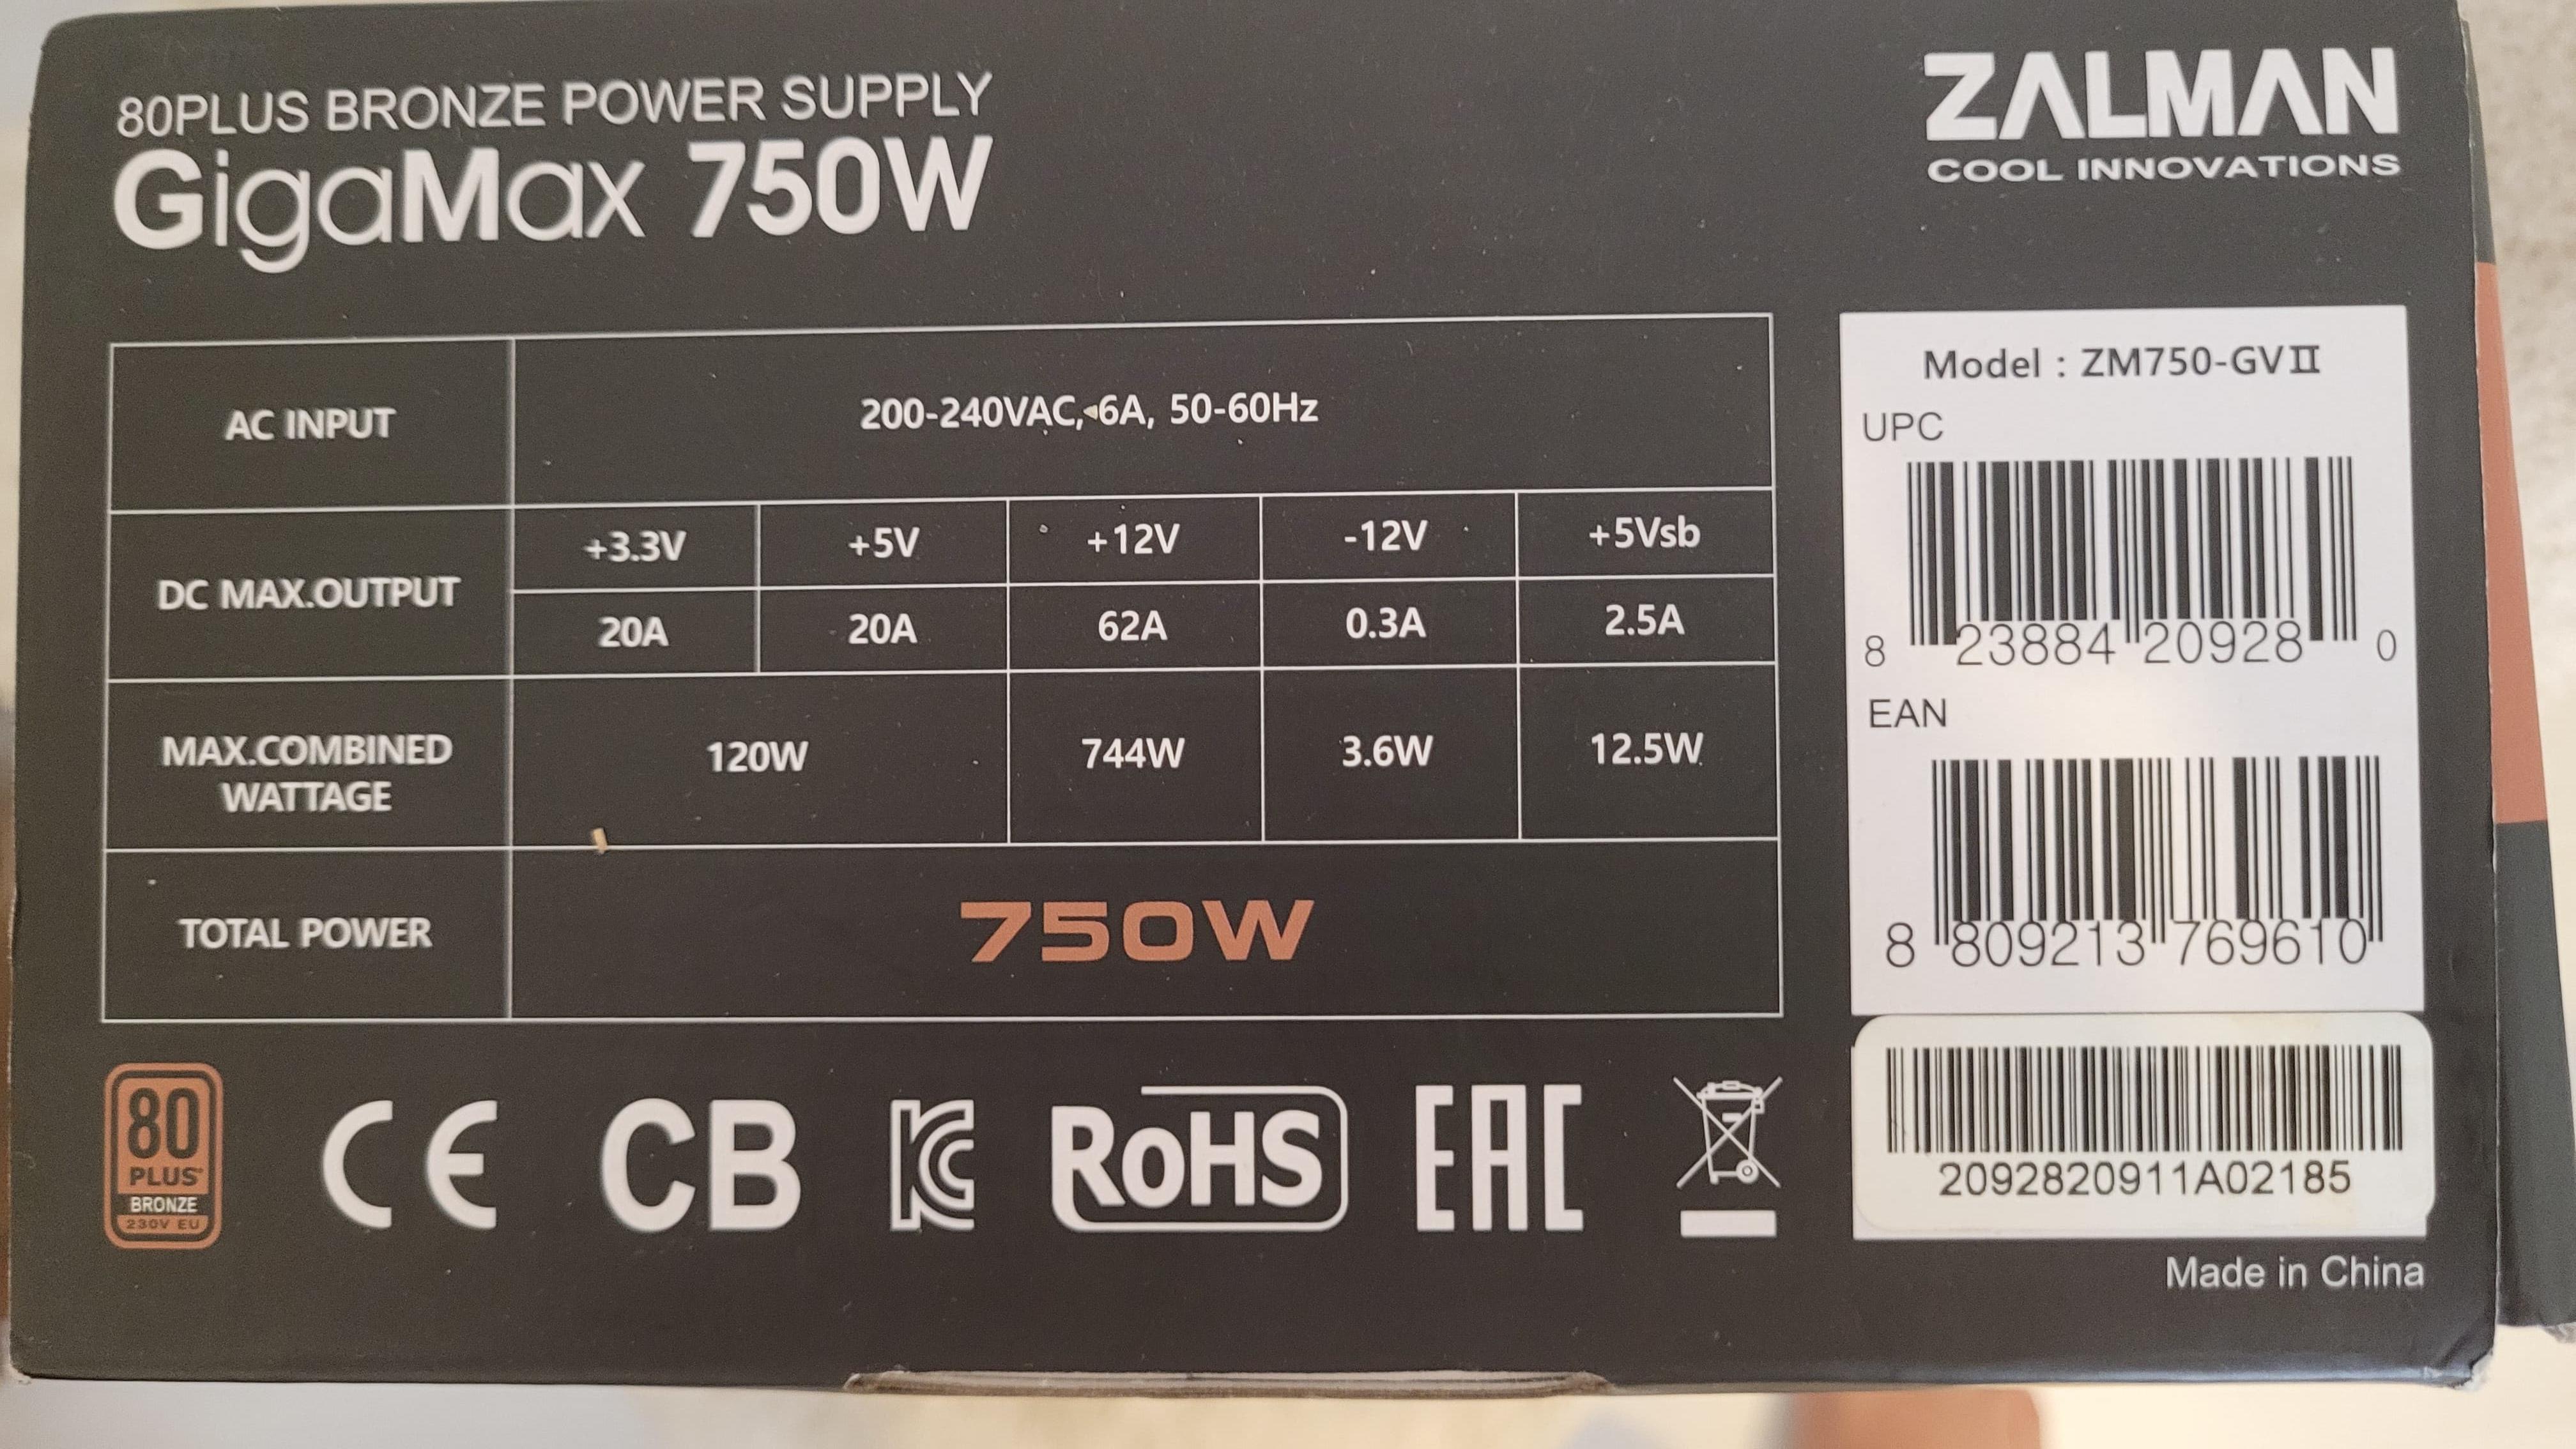 80PLUS BRONZE POWER SUPPLY
GigaMax 750W
ZALMAN
COOL INNOVATIONS
AC INPUT
200-240VAC, 6A, 50-60Hz
DC MAX.OUTPUT
+3.3V +5V +12V -12V +5Vsb
20A 20A 62A 0.3A 2.5A
MAX.COMBINED
WATTAGE
120W 744W 3.6W 12.5W
TOTAL POWER
750W
Model : ZM750-GVⅡ
UPC
8 23884 20928 0
EAN
8 809213 769610
2092820911A02185
80
PLUS
BRONZE
230V EU
CE CB KC RoHS EAC
Made in China